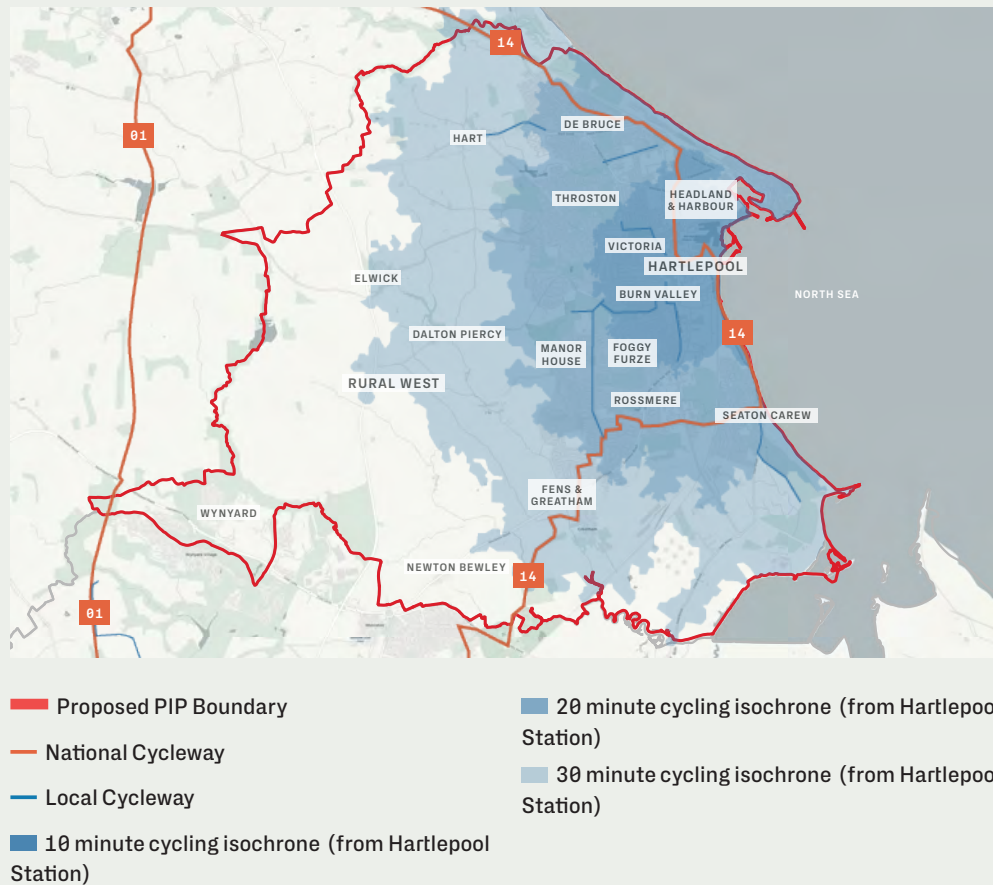 14
01
HART
DE BRUCE
THROSTON
HEADLAND
& HARBOUR
VICTORIA
HARTLEPOOL
ELWICK
BURN VALLEY
NORTH SEA
DALTON PIERCY
14
MANOR
HOUSE
FOGGY
FURZE
RURAL WEST
ROSSMERE
SEATON CAREW
FENS &
GREATHAM
WYNYARD
NEWTON BEWLEY
14
01
Proposed PIP Boundary
National Cycleway
Local Cycleway
10 minute cycling isochrone (from Hartlepool
Station)
20 minute cycling isochrone (from Hartlepoo
Station)
30 minute cycling isochrone (from Hartlepoo
Station)